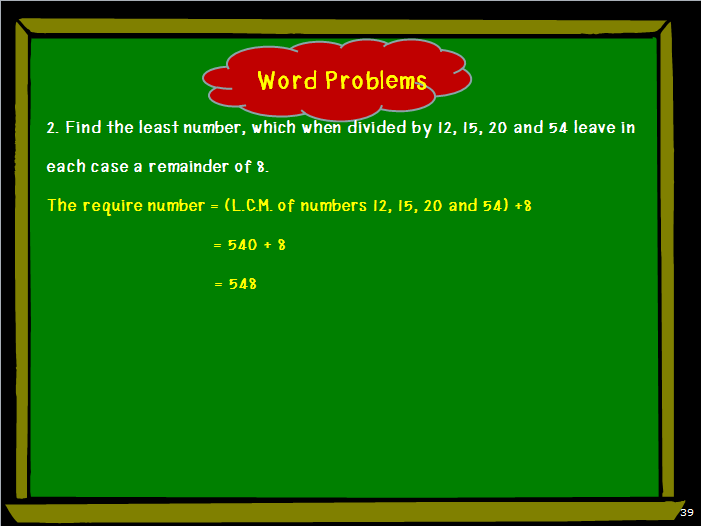 Word Problems
2. Find the least number, which when divided by 12, 15, 20 and 54 leave in
each case a remainder of 8.
The require number = (L.C.M. of numbers 12, 15, 20 and 54) +8
= 540 + 8
= 548
39